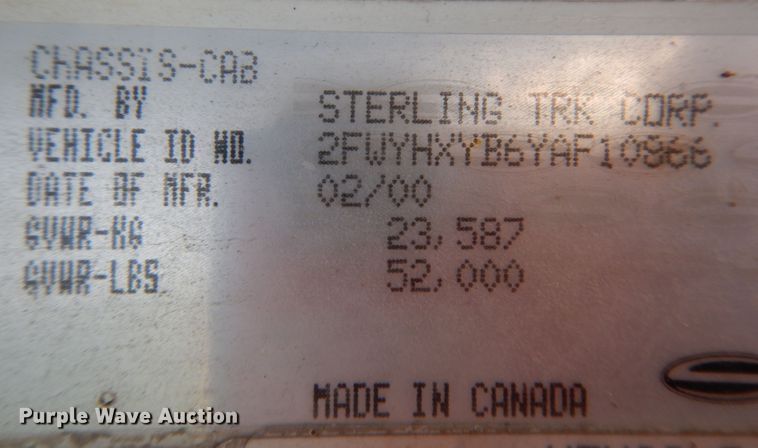 CHASSIS-CAB
MFD. BY STERLING TRK CORP.
VEHICLE ID NO. 2FWYHXYB6YAF10866
DATE OF MFR. 02/00
GVWR-KG 23,587
GVWR-LBS. 52,000
MADE IN CANADA
Purple Wave Auction